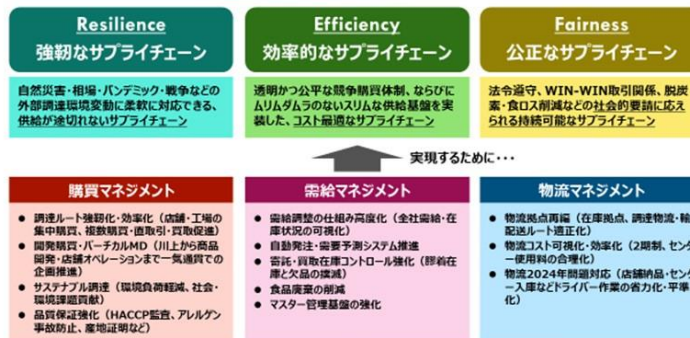 Resilience
強靭なサプライチェーン
自然災害・相場・パンデミック・戦争などの
外部調達環境変動に柔軟に対応できる、
供給が途切れないサプライチェーン
Efficiency
効率的なサプライチェーン
透明かつ公平な競争購買体制、ならびに
ムリムダムラのないスリムな供給基盤を実
装した、コスト最適なサプライチェーン
Fairness
公正なサプライチェーン
法令遵守、WIN-WIN取引関係、脱炭
素・食ロス削減などの社会的要請に応え
られる持続可能なサプライチェーン
実現するために・・・
購買マネジメント
● 調達ルート強靭化・効率化（店舗・工場の
集中購買、複数購買・直取引・買取促進）
● 開発購買・バーチカルMD（川上から商品
開発・店舗オペレーションまで一気通貫での
企画推進）
● サステナブル調達（環境負荷軽減、社会・
環境課題貢献）
● 品質保証強化（HACCP監査、アレルゲン
事故防止、産地証明など）
需給マネジメント
● 需給調整の仕組み高度化（全社需給・在
庫状況の可視化）
● 自動発注・需要予測システム推進
● 寄託・買取在庫コントロール強化（膠着在
庫と欠品の撲滅）
● 食品廃棄の削減
● マスター管理基盤の強化
物流マネジメント
● 物流拠点再編（在庫拠点、調達物流・輸
配送ルート適正化）
● 物流コスト可視化・効率化（2期制、センタ
ー使用料の合理化）
● 物流2024年問題対応（店舗納品・センタ
ー入庫などドライバー作業の省力化・平準
化）